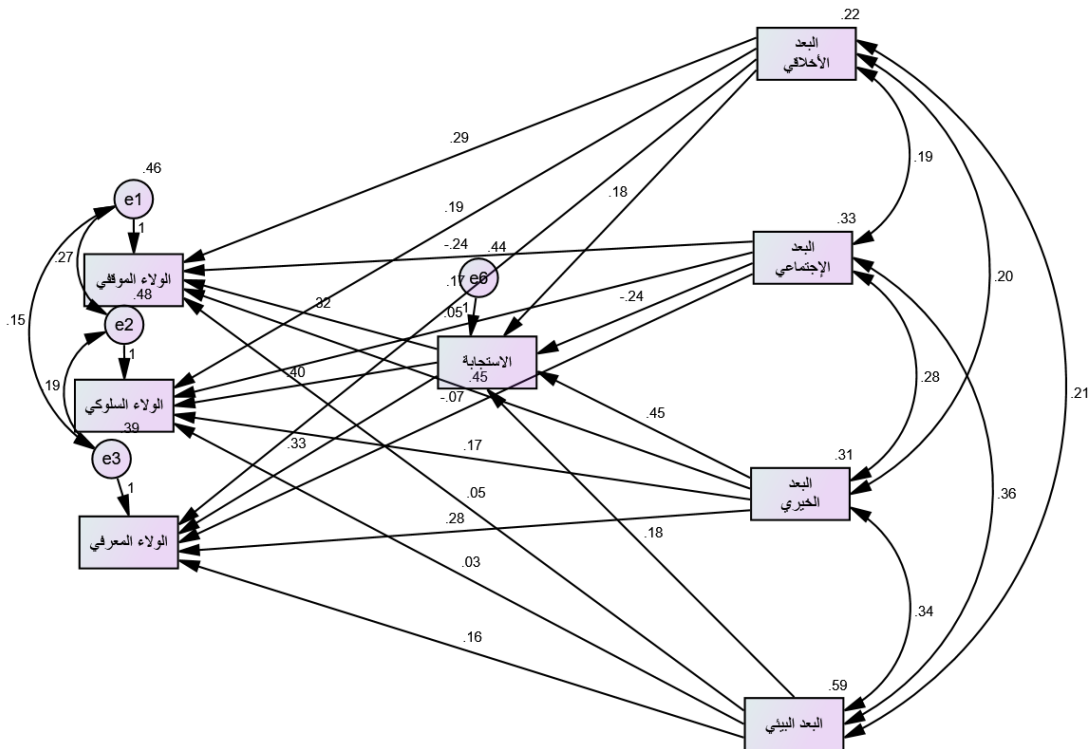 .22
البعد
الأخلاقي
.29
.19
.46
e1
.18
1
.19
.33
.27
-.24
.44
البعد
الإجتماعي
الولاء الموقفي
e6
.20
.48
.17
.32
1
.05
-.24
.15
e2
1
الاستجابة
.40
.45
.28
.21
19
-.07
الولاء السلوكي
.45
.39
.17
.31
.33
e3
البعد
الخيري
.36
1
.05
.28
الولاء المعرفي
.18
.03
.34
.16
.59
البعد البيئي